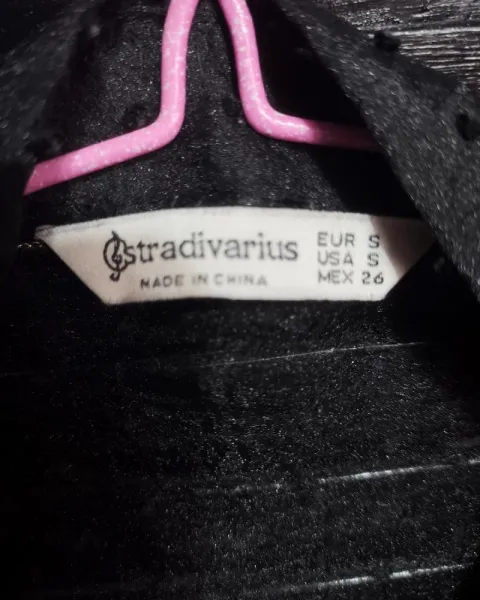 stradivarius
MADE IN CHINA
EUR S
USA S
MEX 26